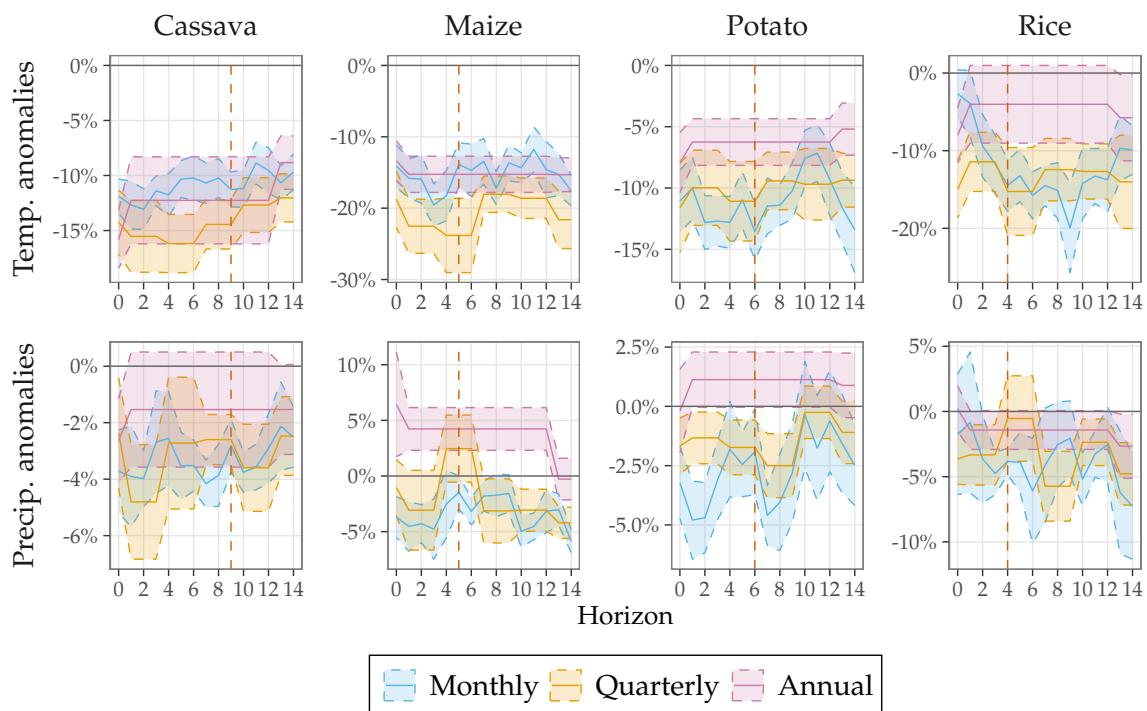 Cassava Maize Potato Rice
Temp. anomalies
0% 0% 0% 0%
-5% -10% -5% -10%
-10% -20% -10% -20%
-15% -30% -15%
0 2 4 6 8 10 12 14 0 2 4 6 8 10 12 14 0 2 4 6 8 10 12 14 0 2 4 6 8 10 12 14
Precip. anomalies
0% 10% 2.5% 5%
-2% 5% 0.0% 0%
-4% 0% -2.5% -5%
-6% -5% -5.0% -10%
0 2 4 6 8 10 12 14 0 2 4 6 8 10 12 14 0 2 4 6 8 10 12 14 0 2 4 6 8 10 12 14
Horizon
Monthly Quarterly Annual